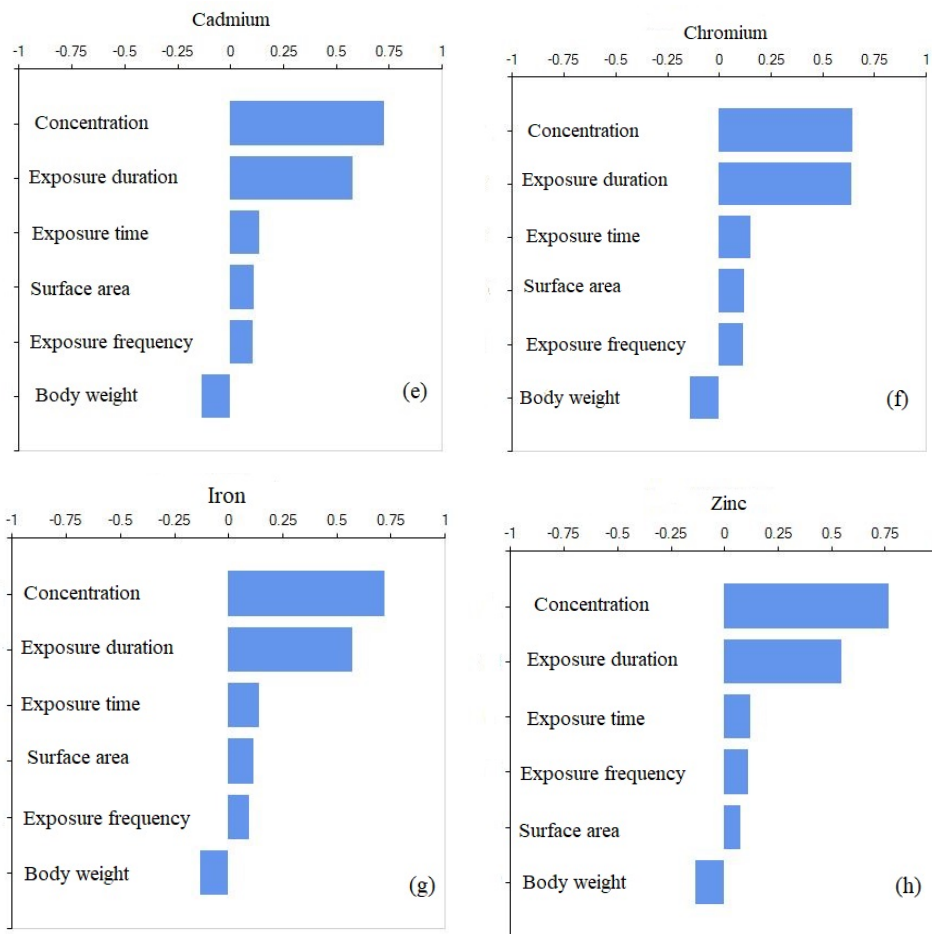 Cadmium
-1 -0.75 -0.5 -0.25 0 0.25 0.5 0.75 1
Concentration
Exposure duration
Exposure time
Surface area
Exposure frequency
Body weight
(e)
Chromium
-1 -0.75 -0.5 -0.25 0 0.25 0.5 0.75 1
Concentration
Exposure duration
Exposure time
Surface area
Exposure frequency
Body weight
(f)
Iron
-1 -0.75 -0.5 -0.25 0 0.25 0.5 0.75 1
Concentration
Exposure duration
Exposure time
Surface area
Exposure frequency
Body weight
(g)
Zinc
-1 -0.75 -0.5 -0.25 0 0.25 0.5 0.75
Concentration
Exposure duration
Exposure time
Exposure frequency
Surface area
Body weight
(h)